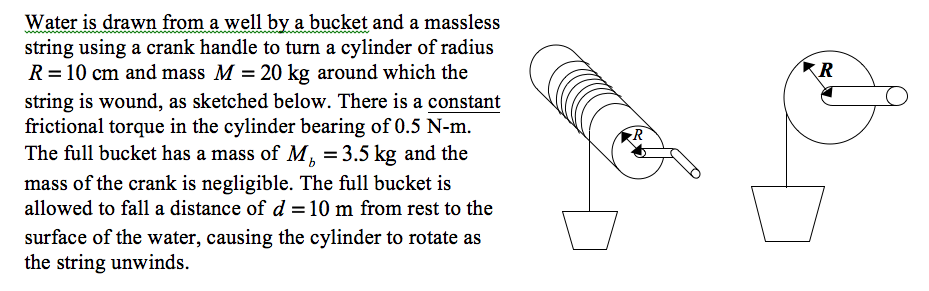 Water is drawn from a well by a bucket and a massless
string using a crank handle to turn a cylinder of radius
R = 10 cm and mass M = 20 kg around which the
string is wound, as sketched below. There is a constant
frictional torque in the cylinder bearing of 0.5 N-m.
The full bucket has a mass of M_b = 3.5 kg and the
mass of the crank is negligible. The full bucket is
allowed to fall a distance of d = 10 m from rest to the
surface of the water, causing the cylinder to rotate as
the string unwinds.
R
R